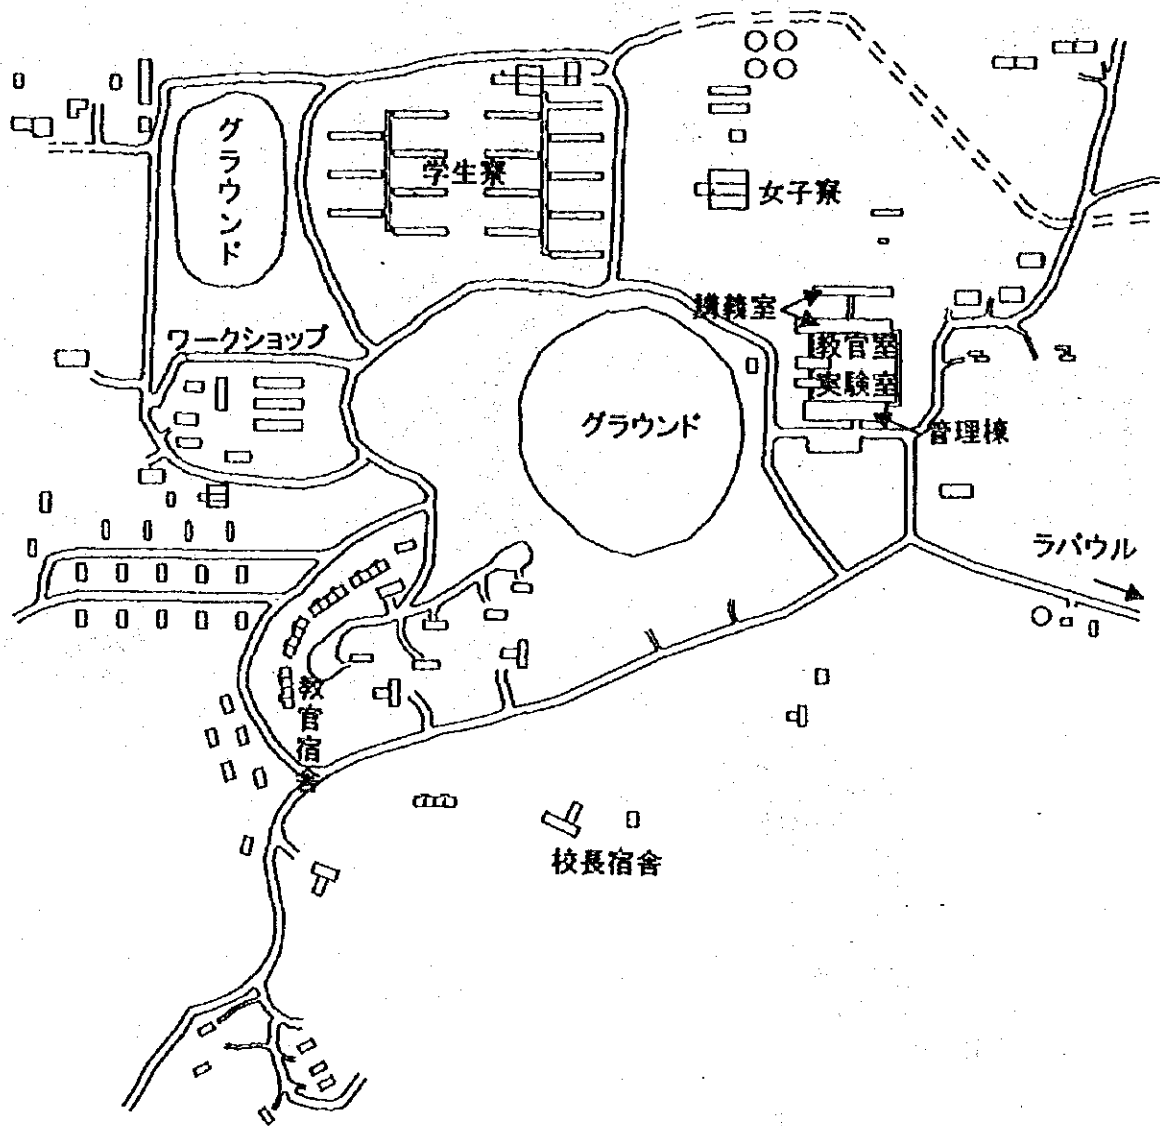 グラウンド
学生寮
女子寮
講義室
ワークショップ
教官室
実験室
グラウンド
管理棟
ラバウル
教官宿舎
校長宿舎